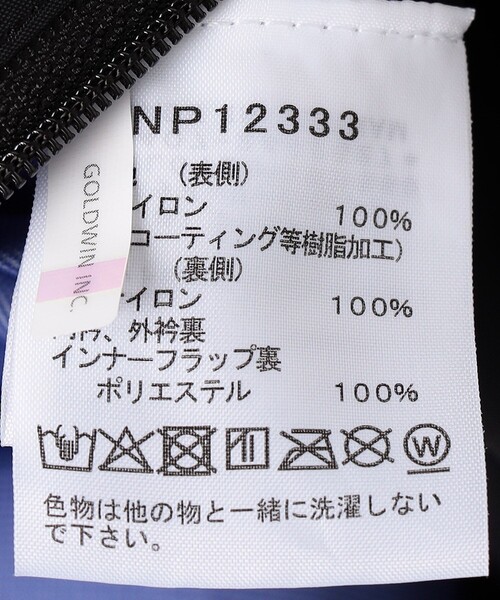 NP12333
（表側）
イロン 100%
コーティング等樹脂加工）
（裏側）
イロン 100%
衿、外衿裏
インナーフラップ裏
ポリエステル 100%
W
色物は他の物と一緒に洗濯しない
で下さい。
GOLDWIN INC.